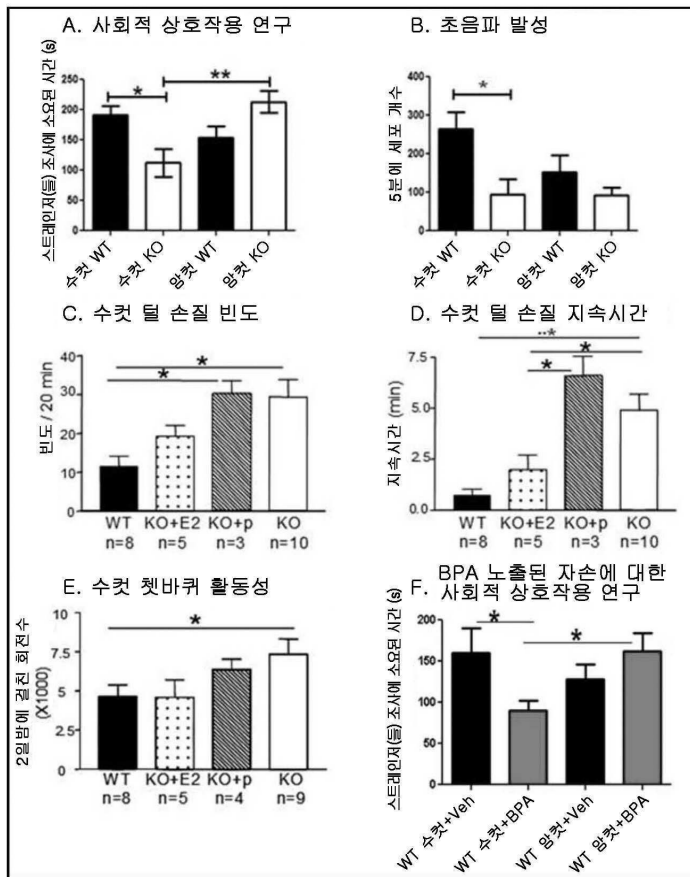 A. 사회적 상호작용 연구
스트레인저(들) 조사에 소요된 시간 (s)
250
200
150
100
50
0
*
**
수컷 WT
수컷 KO
암컷 WT
암컷 KO
B. 초음파 발성
5분에 세포 개수
400
300
200
100
0
*
수컷 WT
수컷 KO
암컷 WT
암컷 KO
C. 수컷 털 손질 빈도
빈도 / 20 min
40
30
20
10
0
*
*
WT KO+E2 KO+p KO
n=8 n=5 n=3 n=10
D. 수컷 털 손질 지속시간
지속시간 (min)
7.5
5.0
2.5
0.0
*
*
WT KO+E2 KO+p KO
n=8 n=5 n=3 n=10
E. 수컷 쳇바퀴 활동성
2일밤에 걸친 회전수
(X1000)
10
7.5
5
2.5
0
*
WT KO+E2 KO+p KO
n=8 n=5 n=4 n=9
BPA 노출된 자손에 대한
F. 사회적 상호작용 연구
스트레인저(들) 조사에 소요된 시간 (s)
200
150
100
50
0
*
*
WT 수컷+Veh
WT 수컷+BPA
WT 암컷+Veh
WT 암컷+BPA